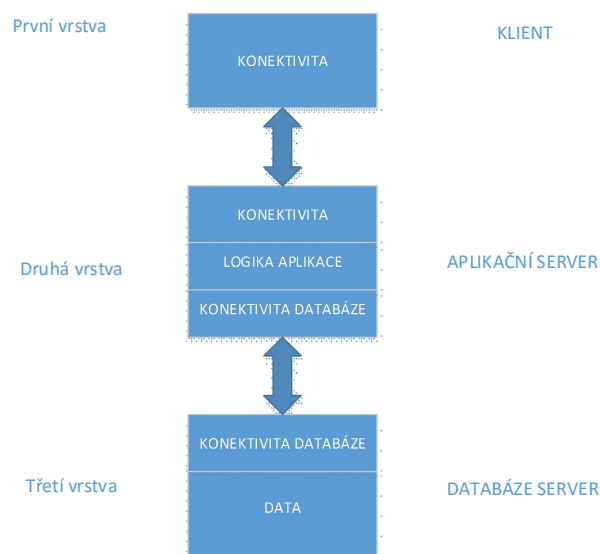 První vrstva
KONEKTIVITA
KLIENT
KONEKTIVITA
Druhá vrstva
LOGIKA APLIKACE
APLIKAČNÍ SERVER
KONEKTIVITA DATABÁZE
KONEKTIVITA DATABÁZE
Třetí vrstva
DATABÁZE SERVER
DATA